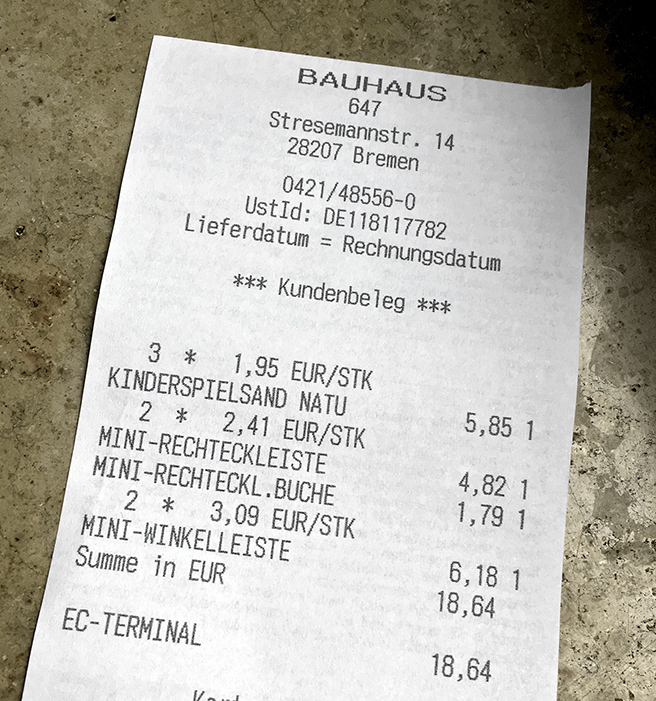 BAUHAUS
647
Stresemannstr. 14
28207 Bremen
0421/48556-0
UstId: DE118117782
Lieferdatum = Rechnungsdatum
*** Kundenbeleg ***
3 * 1,95 EUR/STK
KINDERSPIELSAND NATU 5,85 1
2 * 2,41 EUR/STK
MINI-RECHTECKLEISTE 4,82 1
MINI-RECHTECKL.BUCHE 1,79 1
2 * 3,09 EUR/STK
MINI-WINKELLEISTE 6,18 1
Summe in EUR 18,64
EC-TERMINAL 18,64